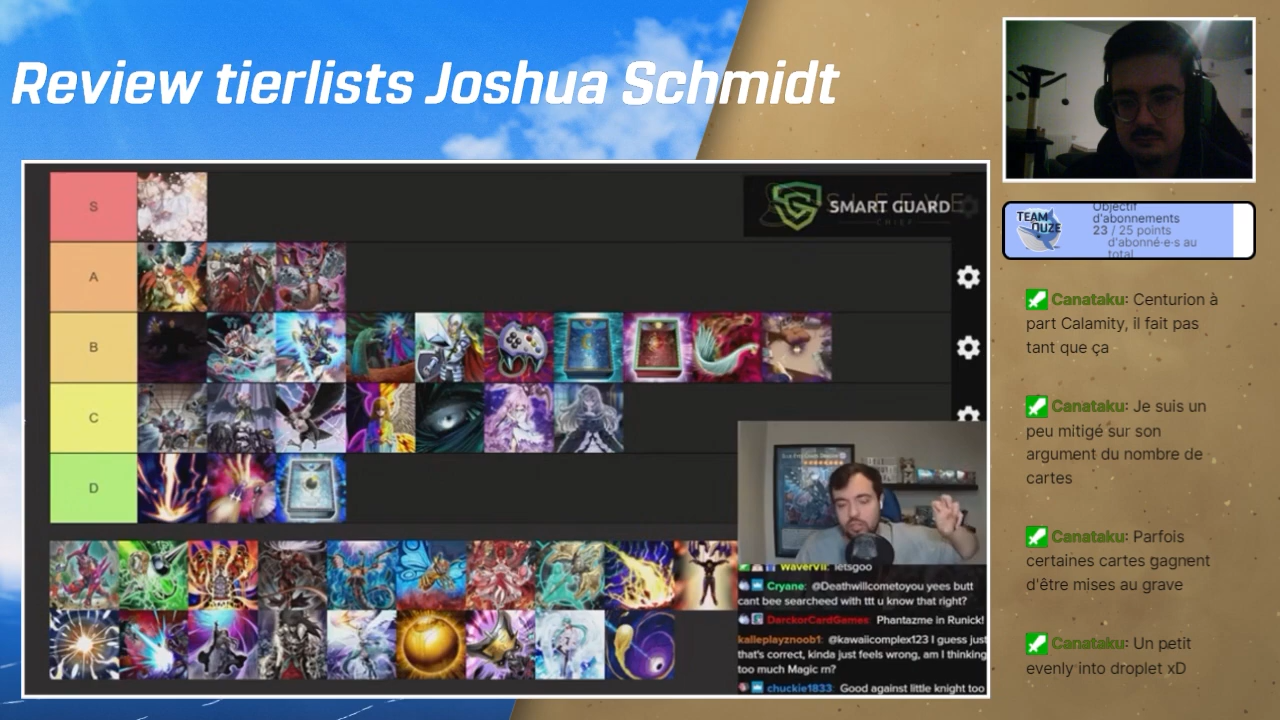 Review tierlists Joshua Schmidt
S
SMART GUARD
A
B
C
D
WaverVII: letsgoo
Cryane: @Deathwillcometoyou yees butt
cant bee searcheed with ttt u know that right?
DarckorCardGames: Phantazme in Runick!
kalleplayznoob1: @kawaiicomplex123 I guess just
that's correct, kinda just feels wrong, am I thinking
too much Magic rn?
chuckie1833: Good against little knight too
TEAM
OUZE
Objectif
d'abonnements
23 / 25 points
d'abonné·e·s au
total
Canataku: Centurion à
part Calamity, il fait pas
tant que ça
Canataku: Je suis un
peu mitigé sur son
argument du nombre de
cartes
Canataku: Parfois
certaines cartes gagnent
d'être mises au grave
Canataku: Un petit
evenly into droplet xD